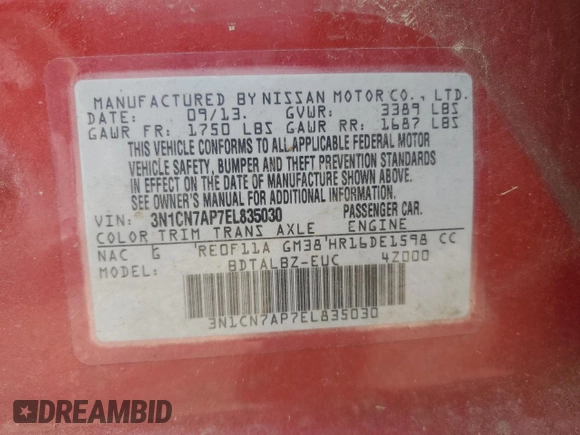 MANUFACTURED BY NISSAN MOTOR CO., LTD.
DATE: 09/13. GVWR: 3389 LBS
GAWR FR: 1750 LBS GAWR RR: 1687 LBS
THIS VEHICLE CONFORMS TO ALL APPLICABLE FEDERAL MOTOR
VEHICLE SAFETY, BUMPER AND THEFT PREVENTION STANDARDS
IN EFFECT ON THE DATE OF MANUFACTURE SHOWN ABOVE.
SEE OWNER'S MANUAL FOR ADDITIONAL INFORMATION.
VIN: 3N1CN7AP7EL835030 PASSENGER CAR.
COLOR TRIM TRANS AXLE ENGINE
NAC G RE0F11A GM38 HR16DE1598 CC
MODEL: BDTALBZ-EUC 4Z000
3N1CN7AP7EL835030
DREAMBID